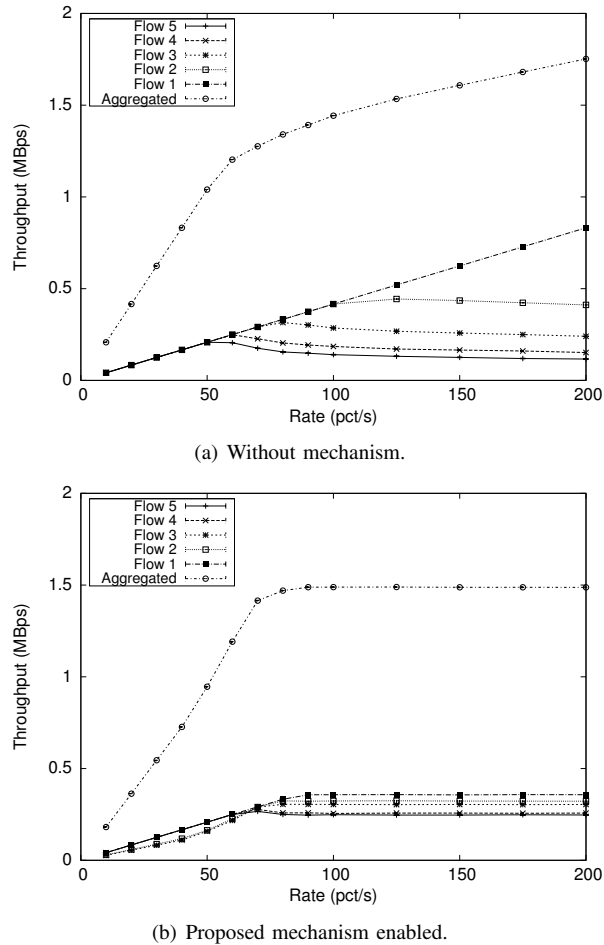 2
1.5
1
0.5
0
Throughput (MBps)
0 50 100 150 200
Rate (pct/s)
Flow 5
Flow 4
Flow 3
Flow 2
Flow 1
Aggregated
(a) Without mechanism.
2
1.5
1
0.5
0
Throughput (MBps)
0 50 100 150 200
Rate (pct/s)
Flow 5
Flow 4
Flow 3
Flow 2
Flow 1
Aggregated
(b) Proposed mechanism enabled.